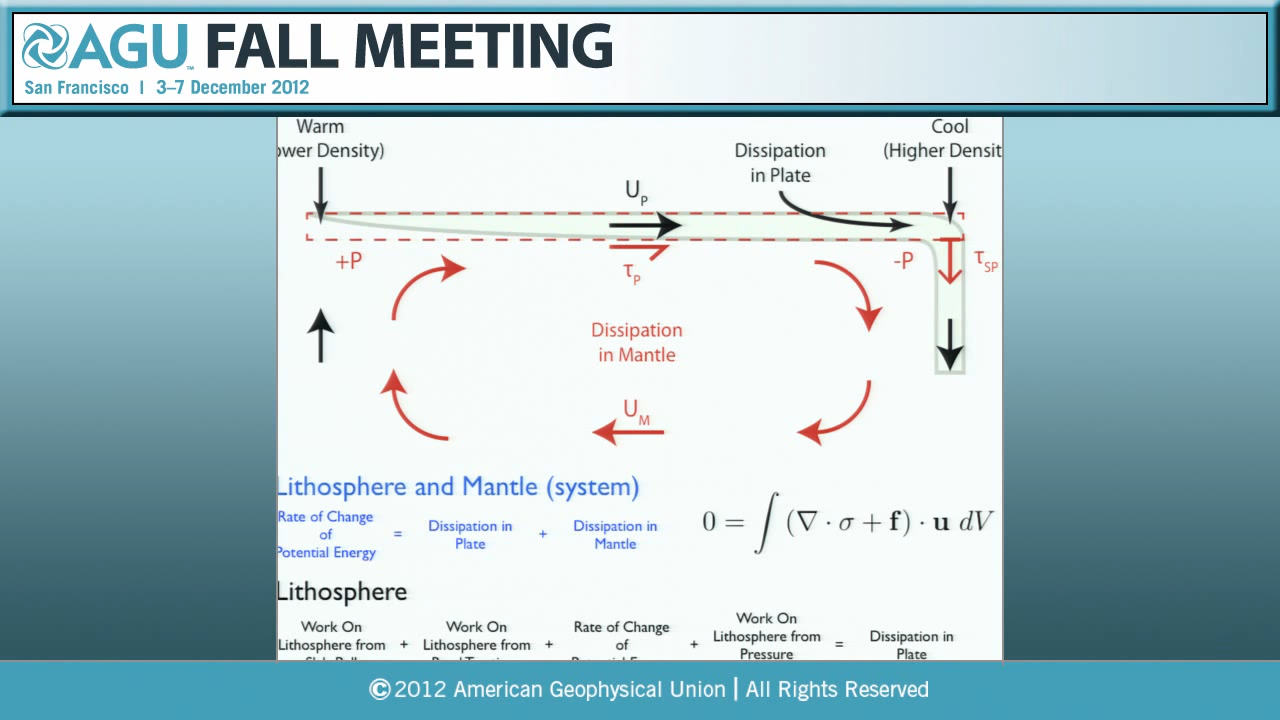 AGU FALL MEETING
San Francisco | 3–7 December 2012
Warm
ower Density)
Cool
(Higher Densit
Dissipation
in Plate
U_P
+P
τ_P
-P
τ_SP
Dissipation
in Mantle
U_M
Lithosphere and Mantle (system)
Rate of Change
of
Potential Energy
=
Dissipation in
Plate
+
Dissipation in
Mantle
0 = ∫ (∇ · σ + f) · u dV
Lithosphere
Work On
Lithosphere from
+
Work On
Lithosphere from
+
Rate of Change
of
+
Work On
Lithosphere from
Pressure
=
Dissipation in
Plate
©2012 American Geophysical Union | All Rights Reserved